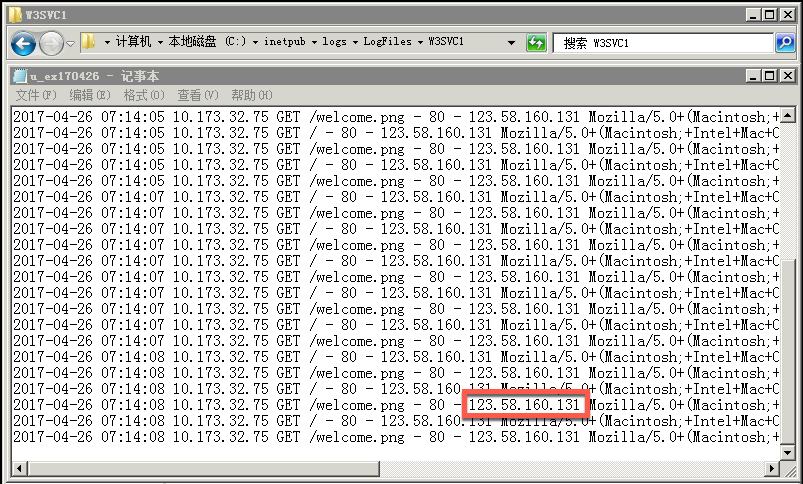 W3SVC1
计算机 本地磁盘 (C:) inetpub logs LogFiles W3SVC1
搜索 W3SVC1
u_ex170426 - 记事本
文件(F) 编辑(E) 格式(O) 查看(V) 帮助(H)
2017-04-26 07:14:05 10.173.32.75 GET /welcome.png - 80 - 123.58.160.131 Mozilla/5.0+(Macintosh;+
2017-04-26 07:14:05 10.173.32.75 GET / - 80 - 123.58.160.131 Mozilla/5.0+(Macintosh;+Intel+Mac+O
2017-04-26 07:14:05 10.173.32.75 GET /welcome.png - 80 - 123.58.160.131 Mozilla/5.0+(Macintosh;+
2017-04-26 07:14:05 10.173.32.75 GET / - 80 - 123.58.160.131 Mozilla/5.0+(Macintosh;+Intel+Mac+O
2017-04-26 07:14:05 10.173.32.75 GET /welcome.png - 80 - 123.58.160.131 Mozilla/5.0+(Macintosh;+
2017-04-26 07:14:07 10.173.32.75 GET / - 80 - 123.58.160.131 Mozilla/5.0+(Macintosh;+Intel+Mac+O
2017-04-26 07:14:07 10.173.32.75 GET /welcome.png - 80 - 123.58.160.131 Mozilla/5.0+(Macintosh;+
2017-04-26 07:14:07 10.173.32.75 GET / - 80 - 123.58.160.131 Mozilla/5.0+(Macintosh;+Intel+Mac+O
2017-04-26 07:14:07 10.173.32.75 GET /welcome.png - 80 - 123.58.160.131 Mozilla/5.0+(Macintosh;+
2017-04-26 07:14:07 10.173.32.75 GET / - 80 - 123.58.160.131 Mozilla/5.0+(Macintosh;+Intel+Mac+O
2017-04-26 07:14:07 10.173.32.75 GET /welcome.png - 80 - 123.58.160.131 Mozilla/5.0+(Macintosh;+
2017-04-26 07:14:07 10.173.32.75 GET / - 80 - 123.58.160.131 Mozilla/5.0+(Macintosh;+Intel+Mac+O
2017-04-26 07:14:07 10.173.32.75 GET / - 80 - 123.58.160.131 Mozilla/5.0+(Macintosh;+Intel+Mac+O
2017-04-26 07:14:07 10.173.32.75 GET /welcome.png - 80 - 123.58.160.131 Mozilla/5.0+(Macintosh;+
2017-04-26 07:14:08 10.173.32.75 GET / - 80 - 123.58.160.131 Mozilla/5.0+(Macintosh;+Intel+Mac+O
2017-04-26 07:14:08 10.173.32.75 GET /welcome.png - 80 - 123.58.160.131 Mozilla/5.0+(Macintosh;+
2017-04-26 07:14:08 10.173.32.75 GET / - 80 - 123.58.160.131 Mozilla/5.0+(Macintosh;+Intel+Mac+O
2017-04-26 07:14:08 10.173.32.75 GET / - 80 - 123.58.160.131 Mozilla/5.0+(Macintosh;+Intel+Mac+O
2017-04-26 07:14:08 10.173.32.75 GET /welcome.png - 80 - 123.58.160.131 Mozilla/5.0+(Macintosh;+
2017-04-26 07:14:08 10.173.32.75 GET / - 80 - 123.58.160.131 Mozilla/5.0+(Macintosh;+Intel+Mac+O
2017-04-26 07:14:08 10.173.32.75 GET /welcome.png - 80 - 123.58.160.131 Mozilla/5.0+(Macintosh;+